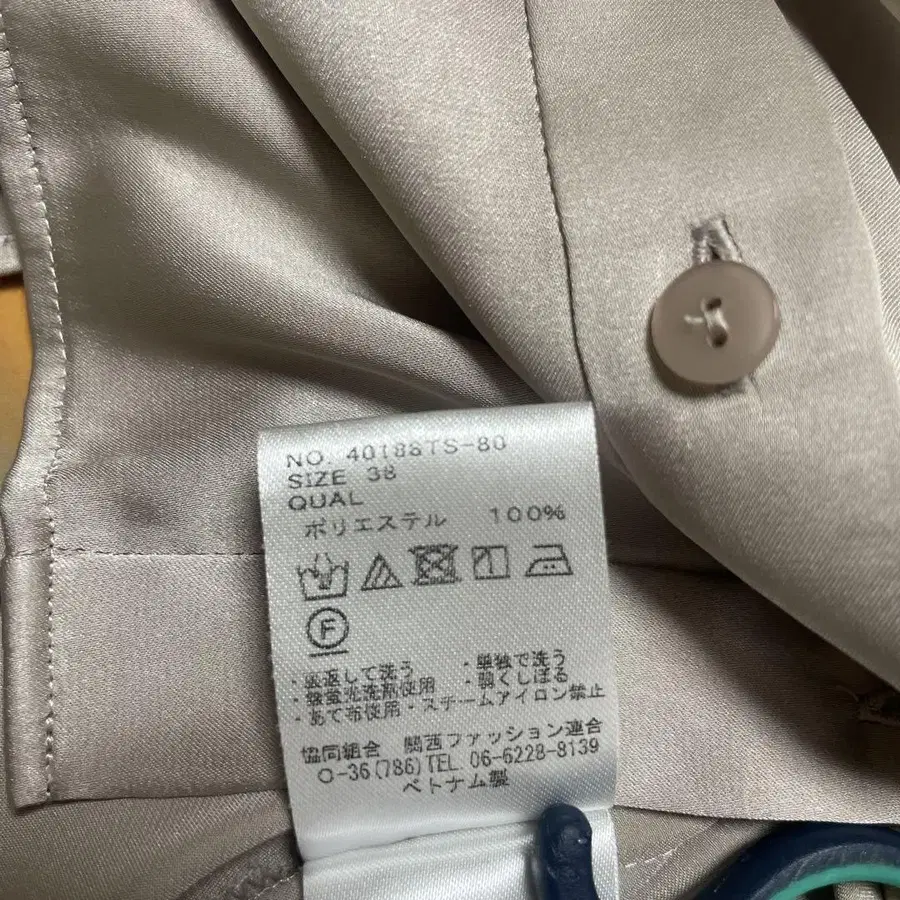 NO. 40188TS-80
SIZE 38
QUAL
ポリエステル 100%
F
・裏返して洗う ・単独で洗う
・無蛍光洗剤使用 ・弱くしぼる
・あて布使用・スチームアイロン禁止
協同組合 関西ファッション連合
O-36(786)TEL 06-6228-8139
ベトナム製